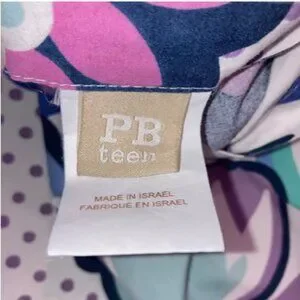 PB
teen
MADE IN ISRAEL
FABRIQUE EN ISRAEL